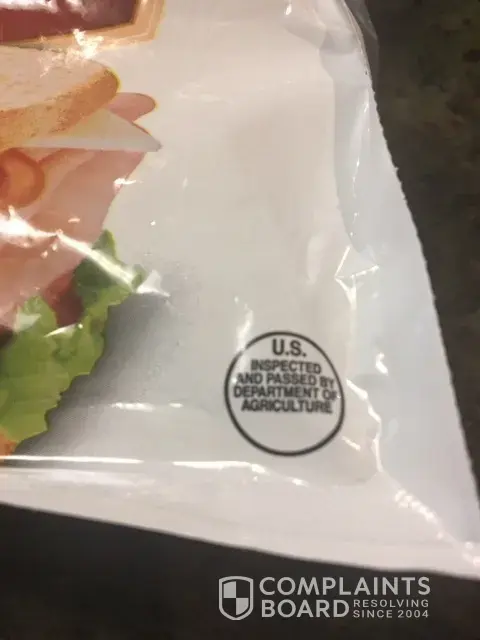 U.S.
INSPECTED
AND PASSED BY
DEPARTMENT OF
AGRICULTURE
COMPLAINTS
BOARD RESOLVING
SINCE 2004